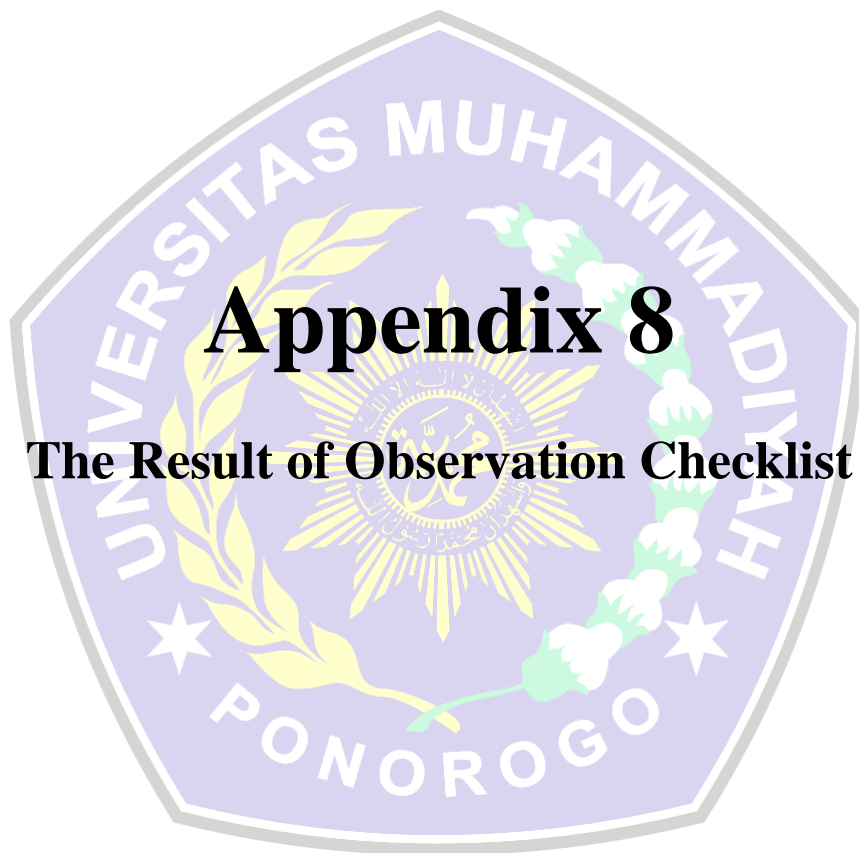 UNIVERSITAS MUHAMMADIYAH
Appendix 8
The Result of Observation Checklist
PONOROGO